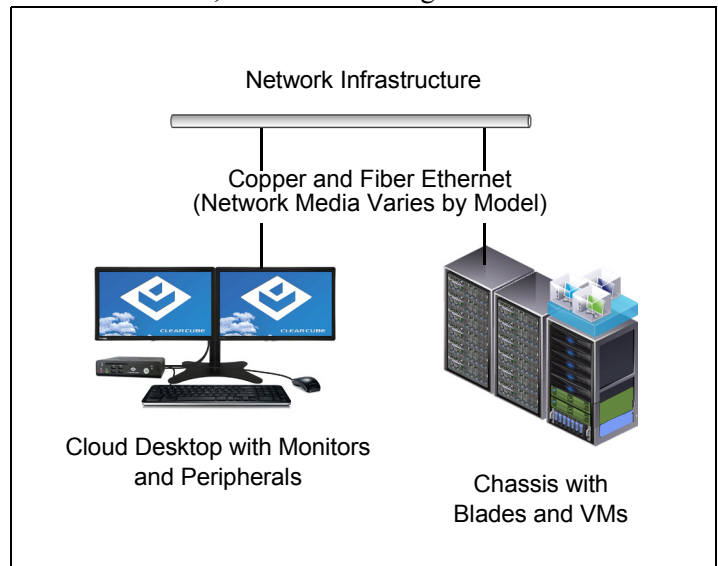 Network Infrastructure
Copper and Fiber Ethernet
(Network Media Varies by Model)
CLEARCUBE
CLEARCUBE
Cloud Desktop with Monitors
and Peripherals
Chassis with
Blades and VMs